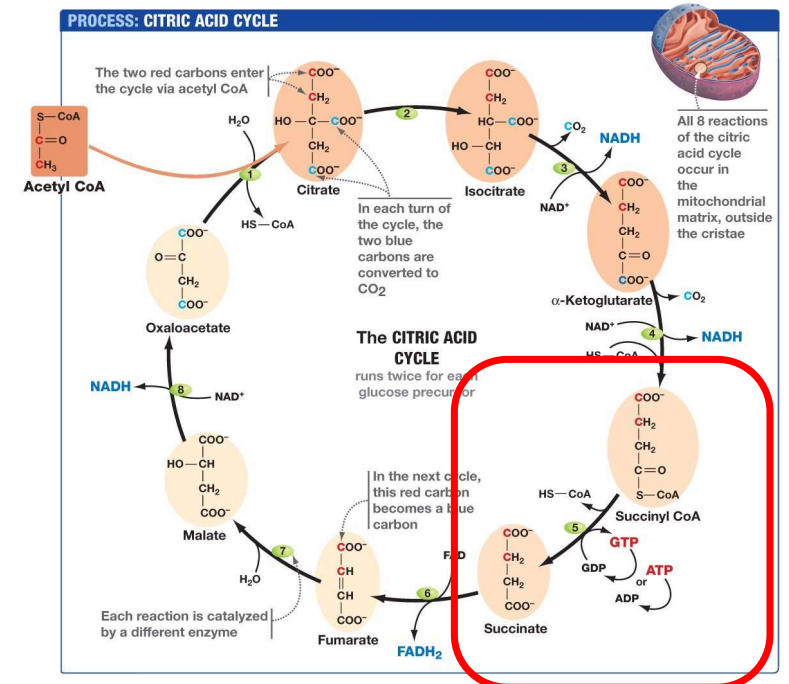 PROCESS: CITRIC ACID CYCLE
The two red carbons enter
the cycle via acetyl CoA
S—CoA
C=O
CH3
Acetyl CoA
H2O
1
HS—CoA
COO⁻
CH2
HO—C—COO⁻
CH2
COO⁻
Citrate
2
COO⁻
CH2
HC—COO⁻
HO—CH
COO⁻
Isocitrate
CO2
NADH
3
NAD⁺
All 8 reactions
of the citric
acid cycle
occur in
the
mitochondrial
matrix, outside
the cristae
In each turn of
the cycle, the
two blue
carbons are
converted to
CO2
COO⁻
CH2
CH2
C=O
COO⁻
α-Ketoglutarate
CO2
NAD⁺
4
NADH
HS—CoA
COO⁻
O=C
CH2
COO⁻
Oxaloacetate
The CITRIC ACID
CYCLE
runs twice for each
glucose precursor
COO⁻
CH2
CH2
C=O
S—CoA
Succinyl CoA
HS—CoA
5
GTP
GDP
or
ATP
ADP
NADH
8
NAD⁺
COO⁻
HO—CH
CH2
COO⁻
Malate
In the next cycle,
this red carbon
becomes a blue
carbon
COO⁻
CH2
CH2
COO⁻
Succinate
FAD
6
FADH2
COO⁻
CH
CH
COO⁻
Fumarate
7
H2O
Each reaction is catalyzed
by a different enzyme